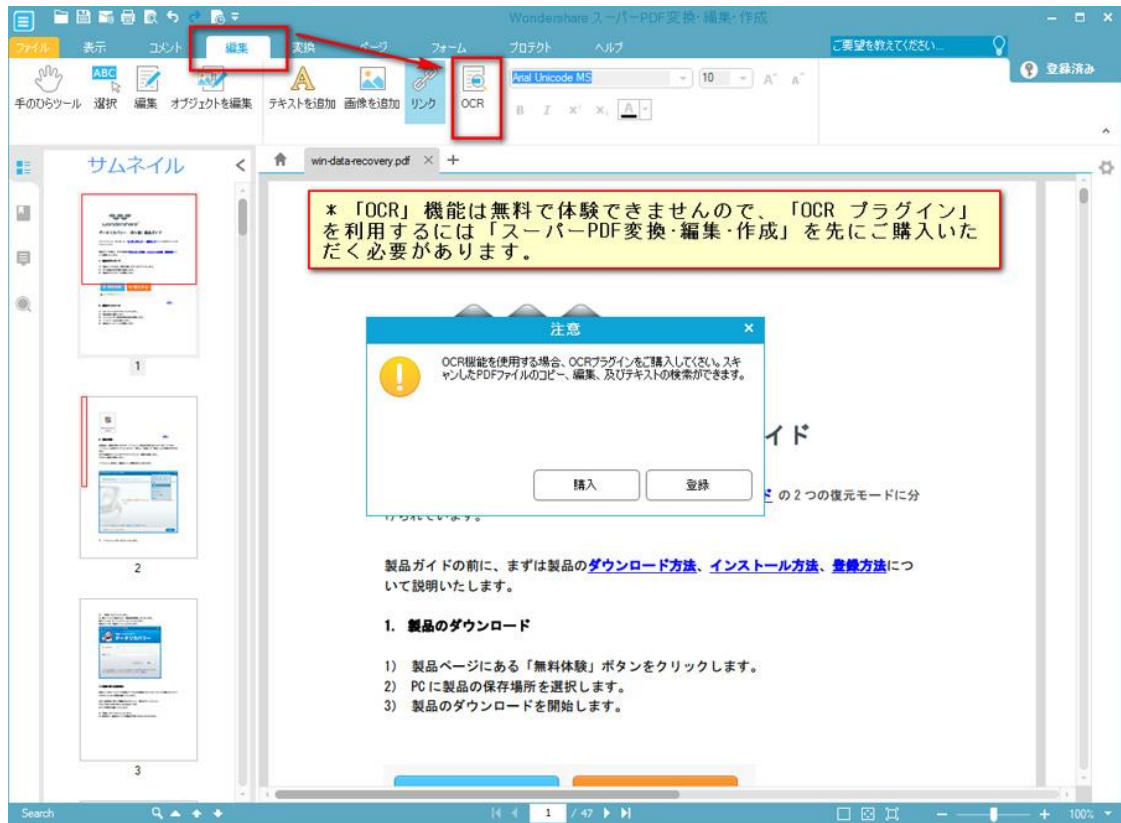 Wondershare スーパーPDF変換・編集・作成
ファイル 表示 コメント 編集 変換 ページ フォーム プロテクト ヘルプ
ご要望を教えてください...
登録済み
ABC
手のひらツール 選択 編集 オブジェクトを編集 テキストを追加 画像を追加 リンク OCR
Arial Unicode MS 10
サムネイル
win-data-recovery.pdf
*「OCR」機能は無料で体験できませんので、「OCR プラグイン」
を利用するには「スーパーPDF変換・編集・作成」を先にご購入いた
だく必要があります。
注意
OCR機能を使用する場合、OCRプラグインをご購入してくさい。スキ
ャンしたPDFファイルのコピー、編集、及びテキストの検索ができます。
購入 登録
イド
の2つの復元モードに分
けられています。
製品ガイドの前に、まずは製品のダウンロード方法、インストール方法、登録方法につ
いて説明いたします。
1. 製品のダウンロード
1) 製品ページにある「無料体験」ボタンをクリックします。
2) PCに製品の保存場所を選択します。
3) 製品のダウンロードを開始します。
1
2
3
Search
1 / 47
100%